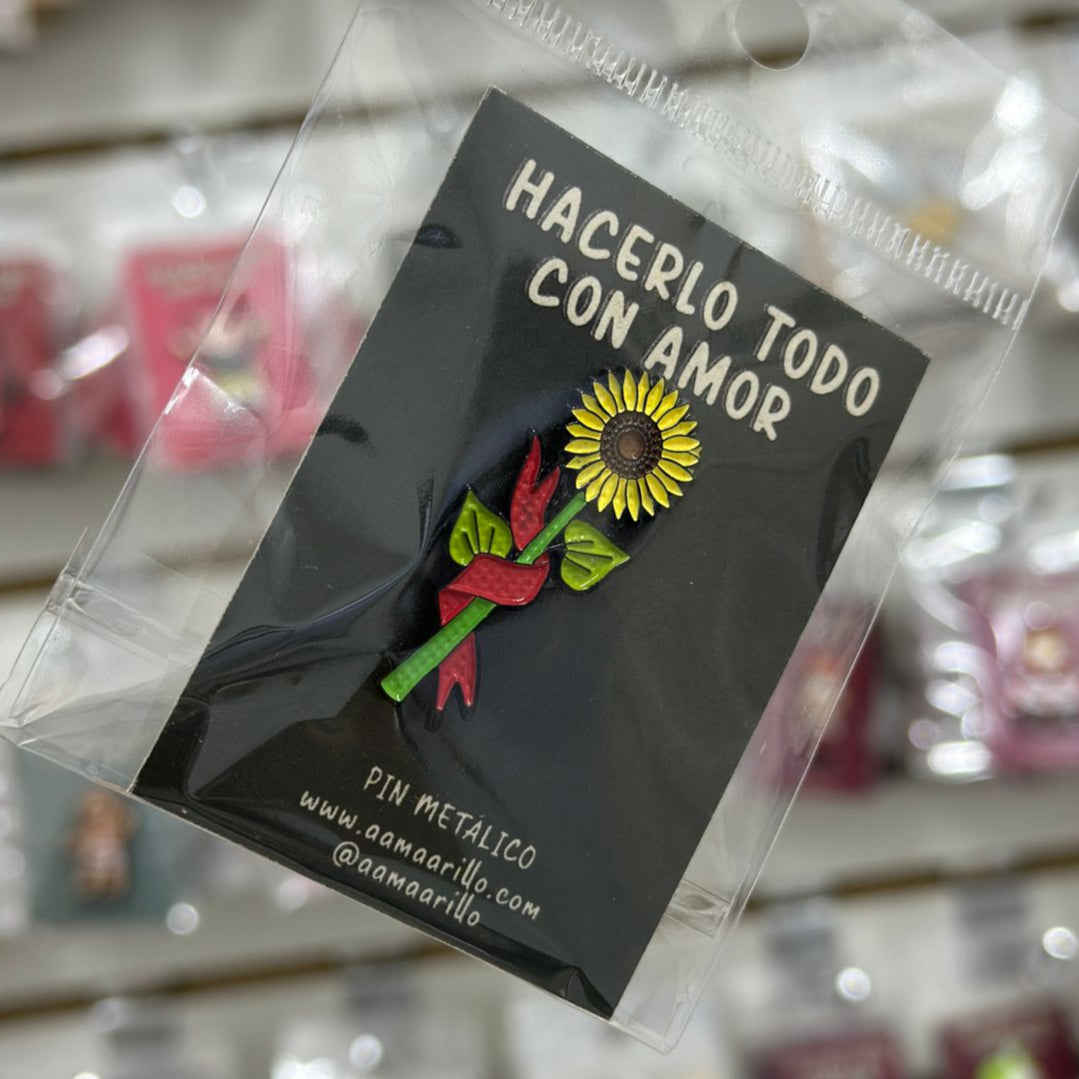 HACERLO TODO
CON AMOR
PIN METÁLICO
www.aamaarillo.com
@aamaarillo